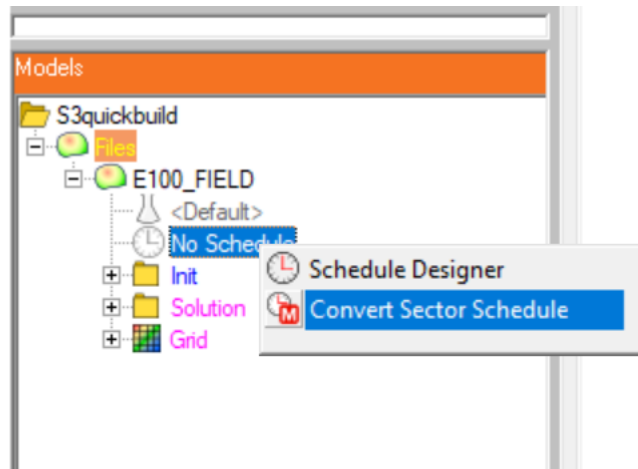 Models
S3quickbuild
Files
E100_FIELD
<Default>
No Schedule
Schedule Designer
Init
Convert Sector Schedule
Solution
Grid